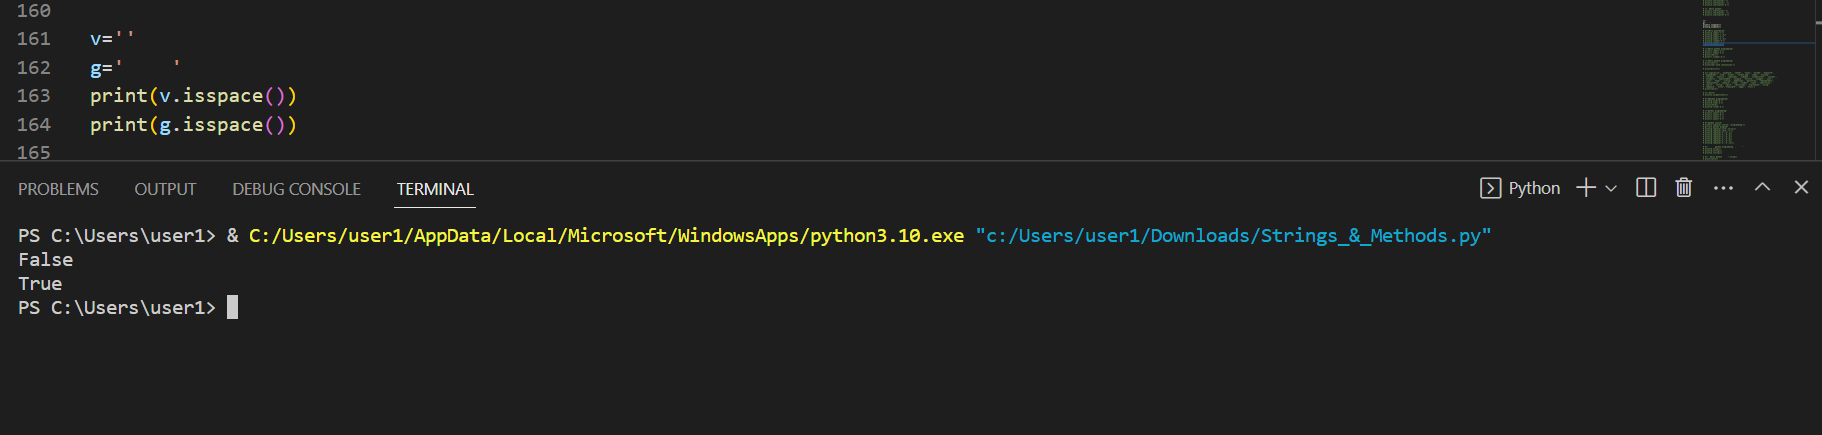 160
161 v=''
162 g='    '
163 print(v.isspace())
164 print(g.isspace())
165
PROBLEMS OUTPUT DEBUG CONSOLE TERMINAL Python
PS C:\Users\user1> & C:/Users/user1/AppData/Local/Microsoft/WindowsApps/python3.10.exe "c:/Users/user1/Downloads/Strings_&_Methods.py"
False
True
PS C:\Users\user1>